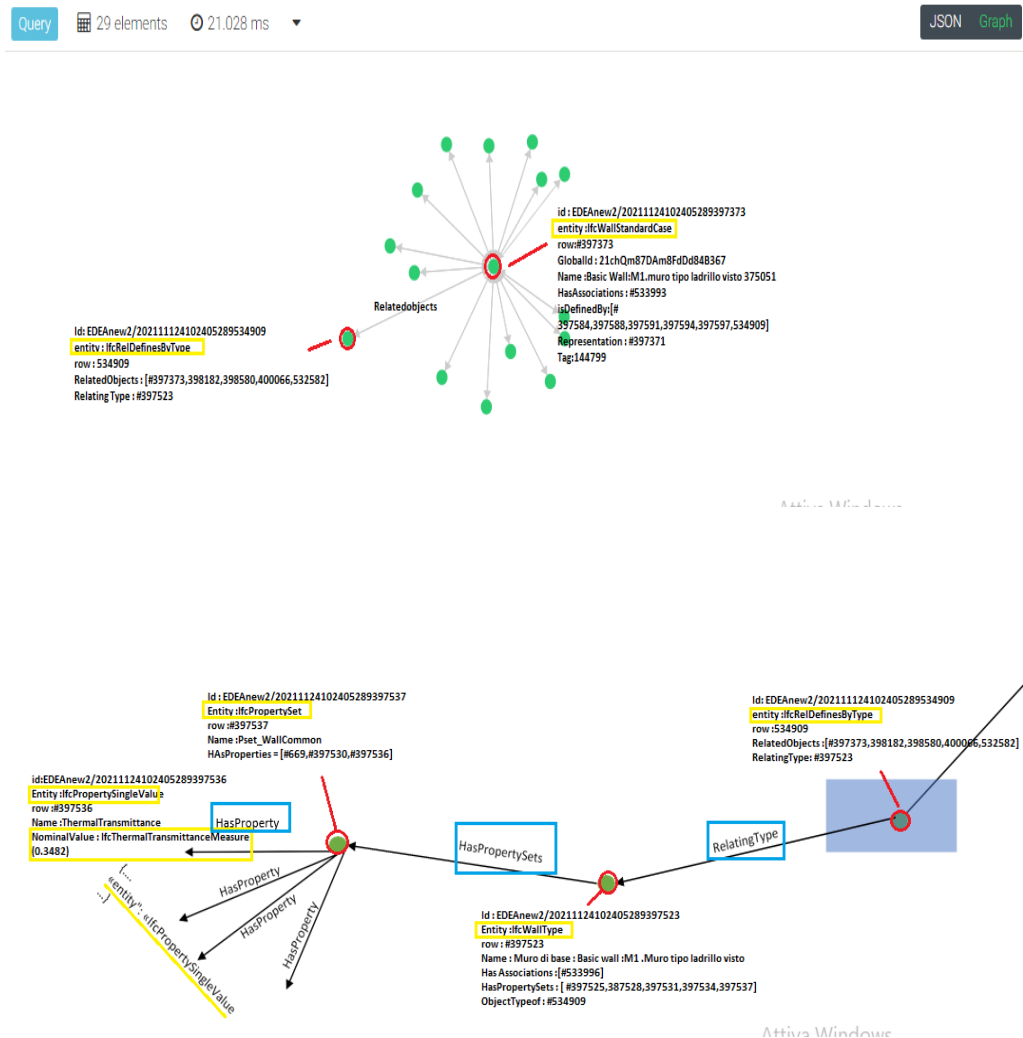 Query 29 elements 21.028 ms JSON Graph
id : EDEAnew2/20211124102405289397373
entity :IfcWallStandardCase
row:#397373
GlobalId : 21chQm87DAm8FdDd84B367
Name :Basic Wall:M1.muro tipo ladrillo visto 375051
HasAssociations : #533993
isDefinedBy:[#
397584,397588,397591,397594,397597,534909]
Representation : #397371
Tag:144799
Relatedobjects
Id: EDEAnew2/202111124102405289534909
entity : IfcRelDefinesByType
row : 534909
RelatedObjects : [#397373,398182,398580,400066,532582]
Relating Type : #397523
Attiva Windows
Id : EDEAnew2/20211124102405289397537
Entity :IfcPropertySet
row :#397537
Name :Pset_WallCommon
HAsProperties = [#669,#397530,#397536]
Id: EDEAnew2/202111124102405289534909
entity :IfcRelDefinesByType
row :534909
RelatedObjects :[#397373,398182,398580,400066,532582]
RelatingType: #397523
id:EDEAnew2/20211124102405289397536
Entity :IfcPropertySingleValue
row :#397536
Name :ThermalTransmittance
NominalValue : IfcThermalTransmittanceMeasure
(0.3482)
HasProperty
HasPropertySets
RelatingType
HasProperty
HasProperty
HasProperty
{....
«entity": «IfcPropertySingleValue
...}
Id : EDEAnew2/20211124102405289397523
Entity :IfcWallType
row : #397523
Name : Muro di base : Basic wall :M1 .Muro tipo ladrillo visto
Has Associations :[#533996]
HasPropertySets : [ #397525,387528,397531,397534,397537]
ObjectTypeof : #534909
Attiva Windows